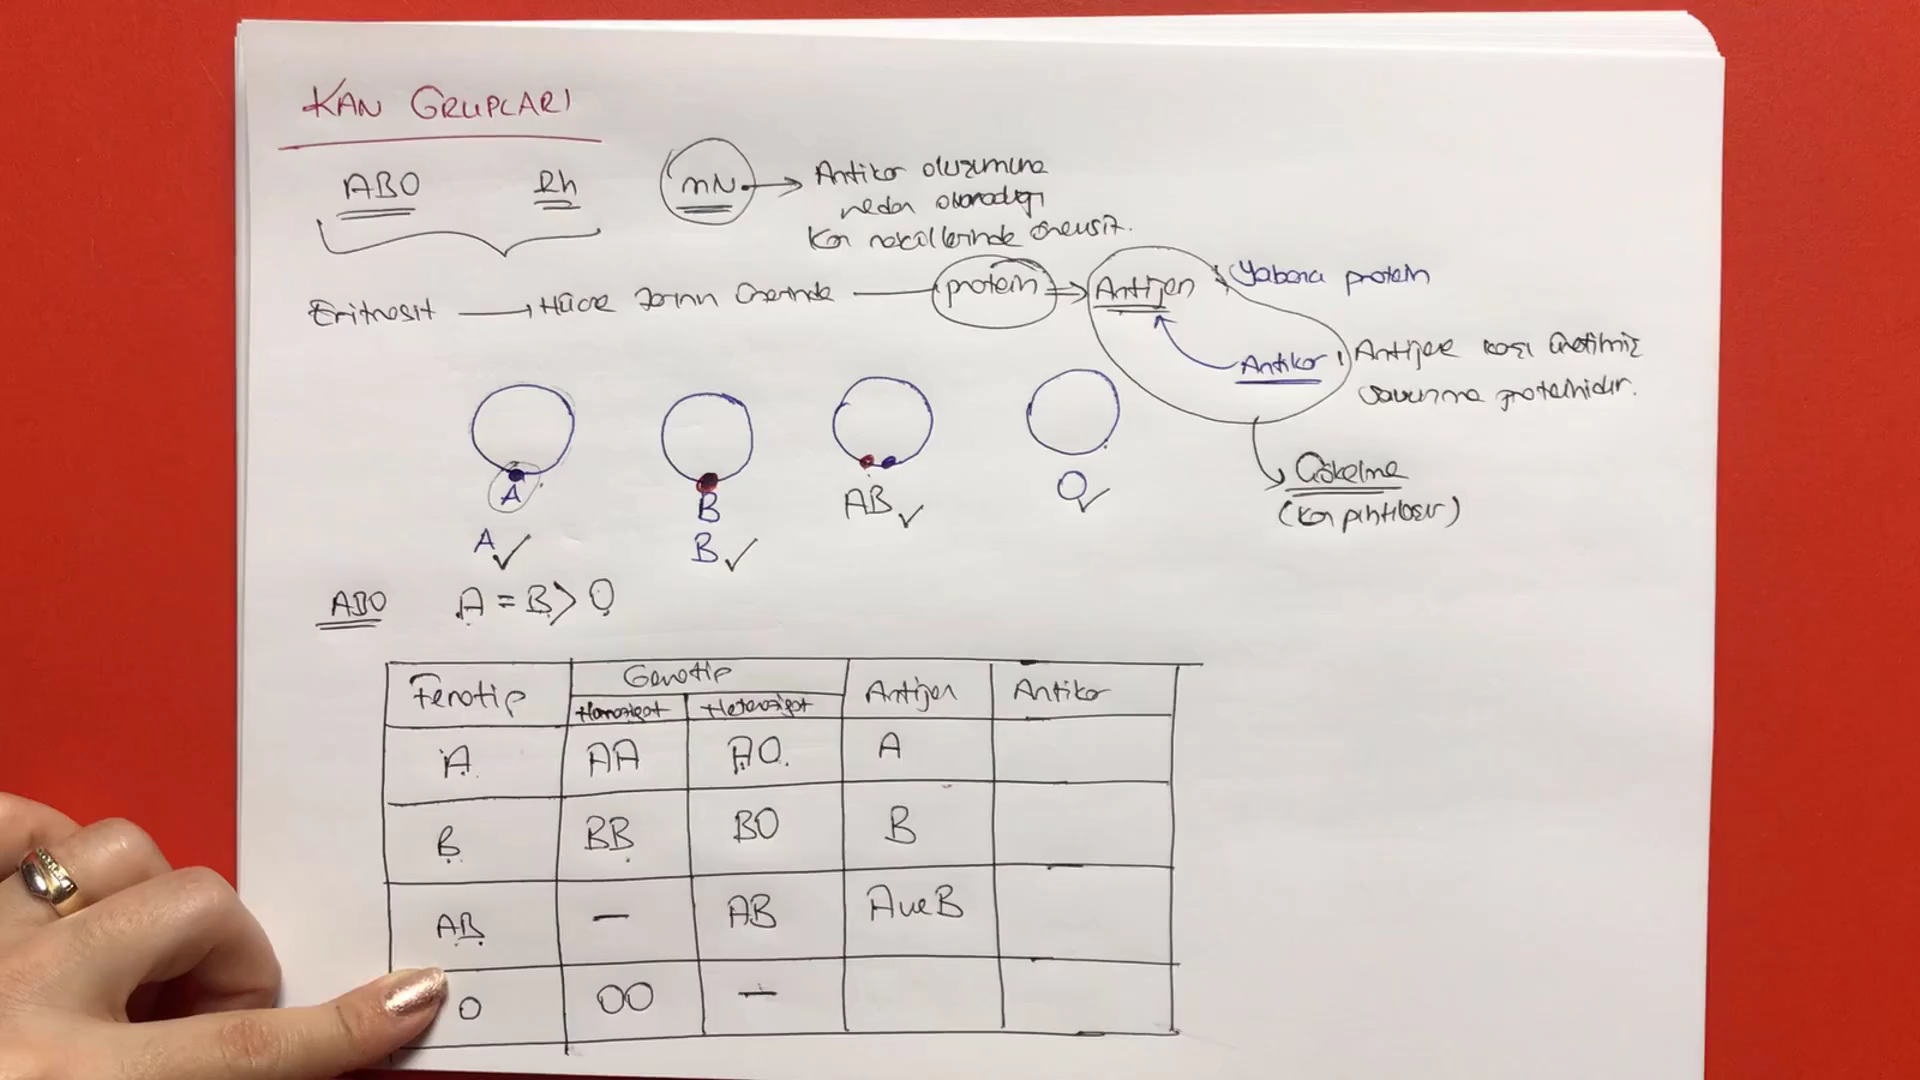 KAN GRUPLARI
ABO Rh MN → Antikor oluşumuna
neden olmadığı
Kan nakillerinde önemsiz.
Eritrosit → Hücre zarının üzerinde — protein ⇒ Antijen : Yabancı protein
Antikor : Antijene karşı üretilmiş
savunma proteinidir.
Çökelme
(Kan pıhtılaşır)
A B AB O
A B
ABO A = B > O
Fenotip Genotip Antijen Antikor
Homozigot Heterozigot
A AA AO A
B BB BO B
AB — AB A ve B
O OO —